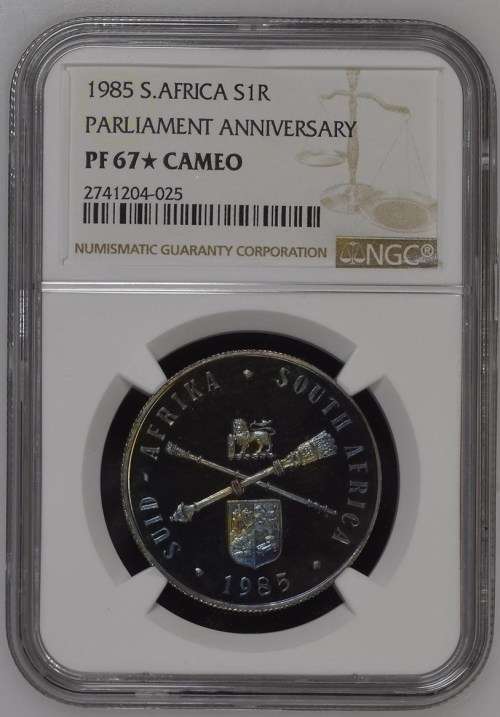 1985 S.AFRICA S1R
PARLIAMENT ANNIVERSARY
PF 67★ CAMEO
2741204-025
NUMISMATIC GUARANTY CORPORATION
NGC®
SUID - AFRIKA · SOUTH AFRICA
· 1985 ·